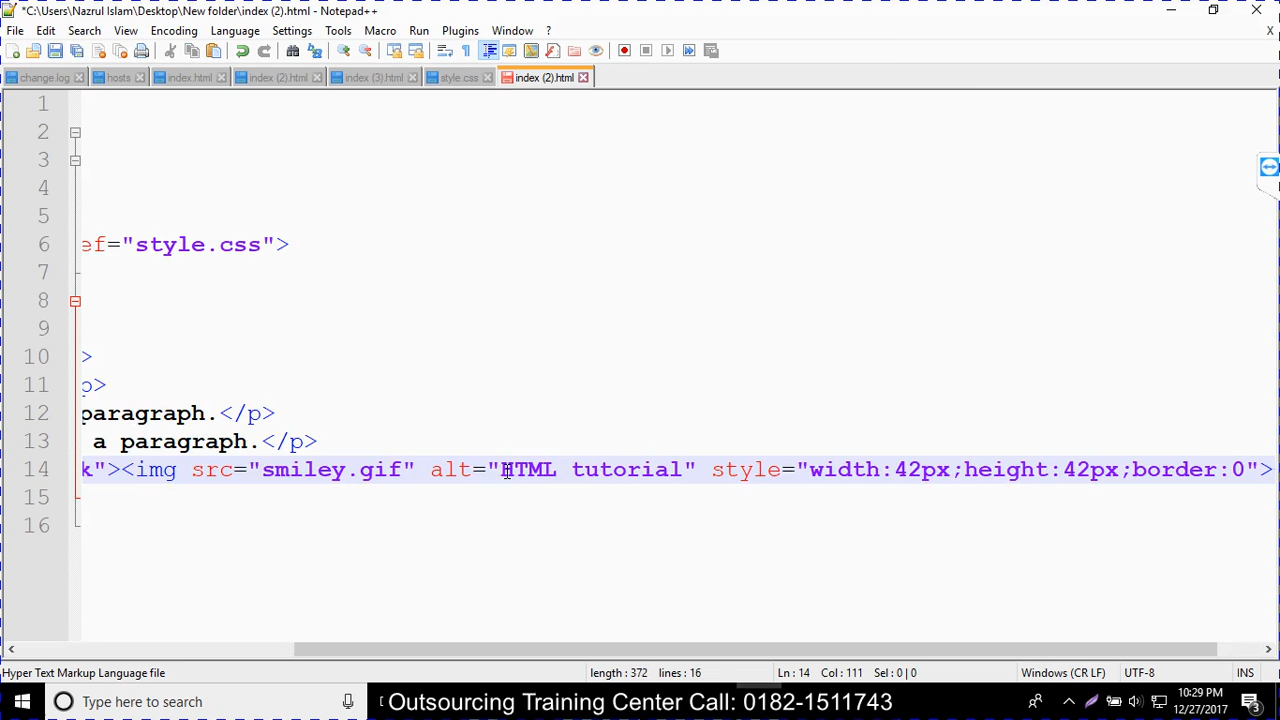 *C:\Users\Nazrul Islam\Desktop\New folder\index (2).html - Notepad++
File Edit Search View Encoding Language Settings Tools Macro Run Plugins Window ? X
change.log hosts index.html index (2).html index (3).html style.css index (2).html
1
2
3
4
5
6 ef="style.css">
7
8
9
10 >
11 p>
12 paragraph.</p>
13 a paragraph.</p>
14 k"><img src="smiley.gif" alt="HTML tutorial" style="width:42px;height:42px;border:0">
15
16
Hyper Text Markup Language file length : 372 lines : 16 Ln : 14 Col : 111 Sel : 0 | 0 Windows (CR LF) UTF-8 INS
Type here to search
Outsourcing Training Center Call: 0182-1511743
10:29 PM
12/27/2017
3